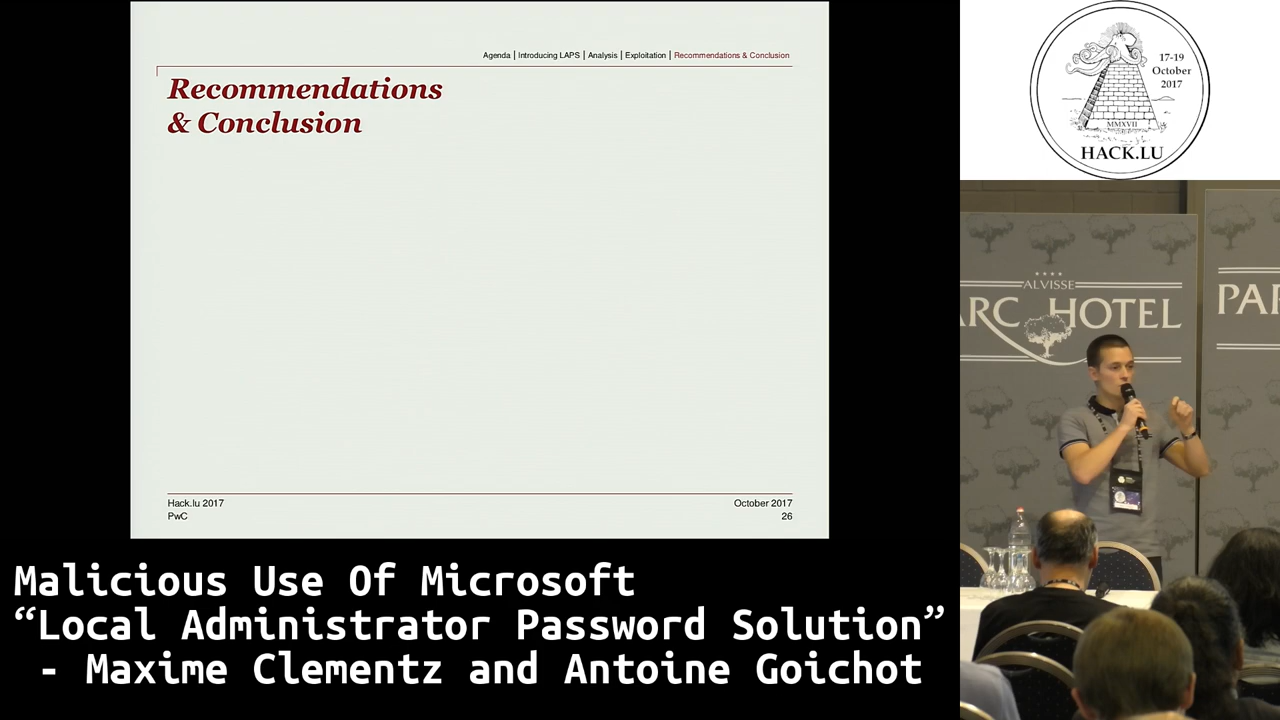 Agenda | Introducing LAPS | Analysis | Exploitation | Recommendations & Conclusion
Recommendations
& Conclusion
Hack.lu 2017
PwC
October 2017
26
17-19
October
2017
MMXVII
HACK.LU
ALVISSE
ARC HOTEL
PAR
Malicious Use Of Microsoft
“Local Administrator Password Solution”
- Maxime Clementz and Antoine Goichot